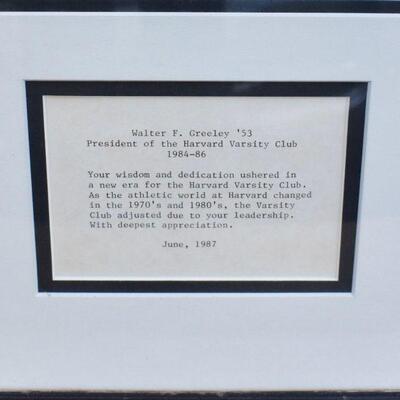 Walter F. Greeley '53
President of the Harvard Varsity Club
1984-86
Your wisdom and dedication ushered in
a new era for the Harvard Varsity Club.
As the athletic world at Harvard changed
in the 1970's and 1980's, the Varsity
Club adjusted due to your leadership.
With deepest appreciation.
June, 1987